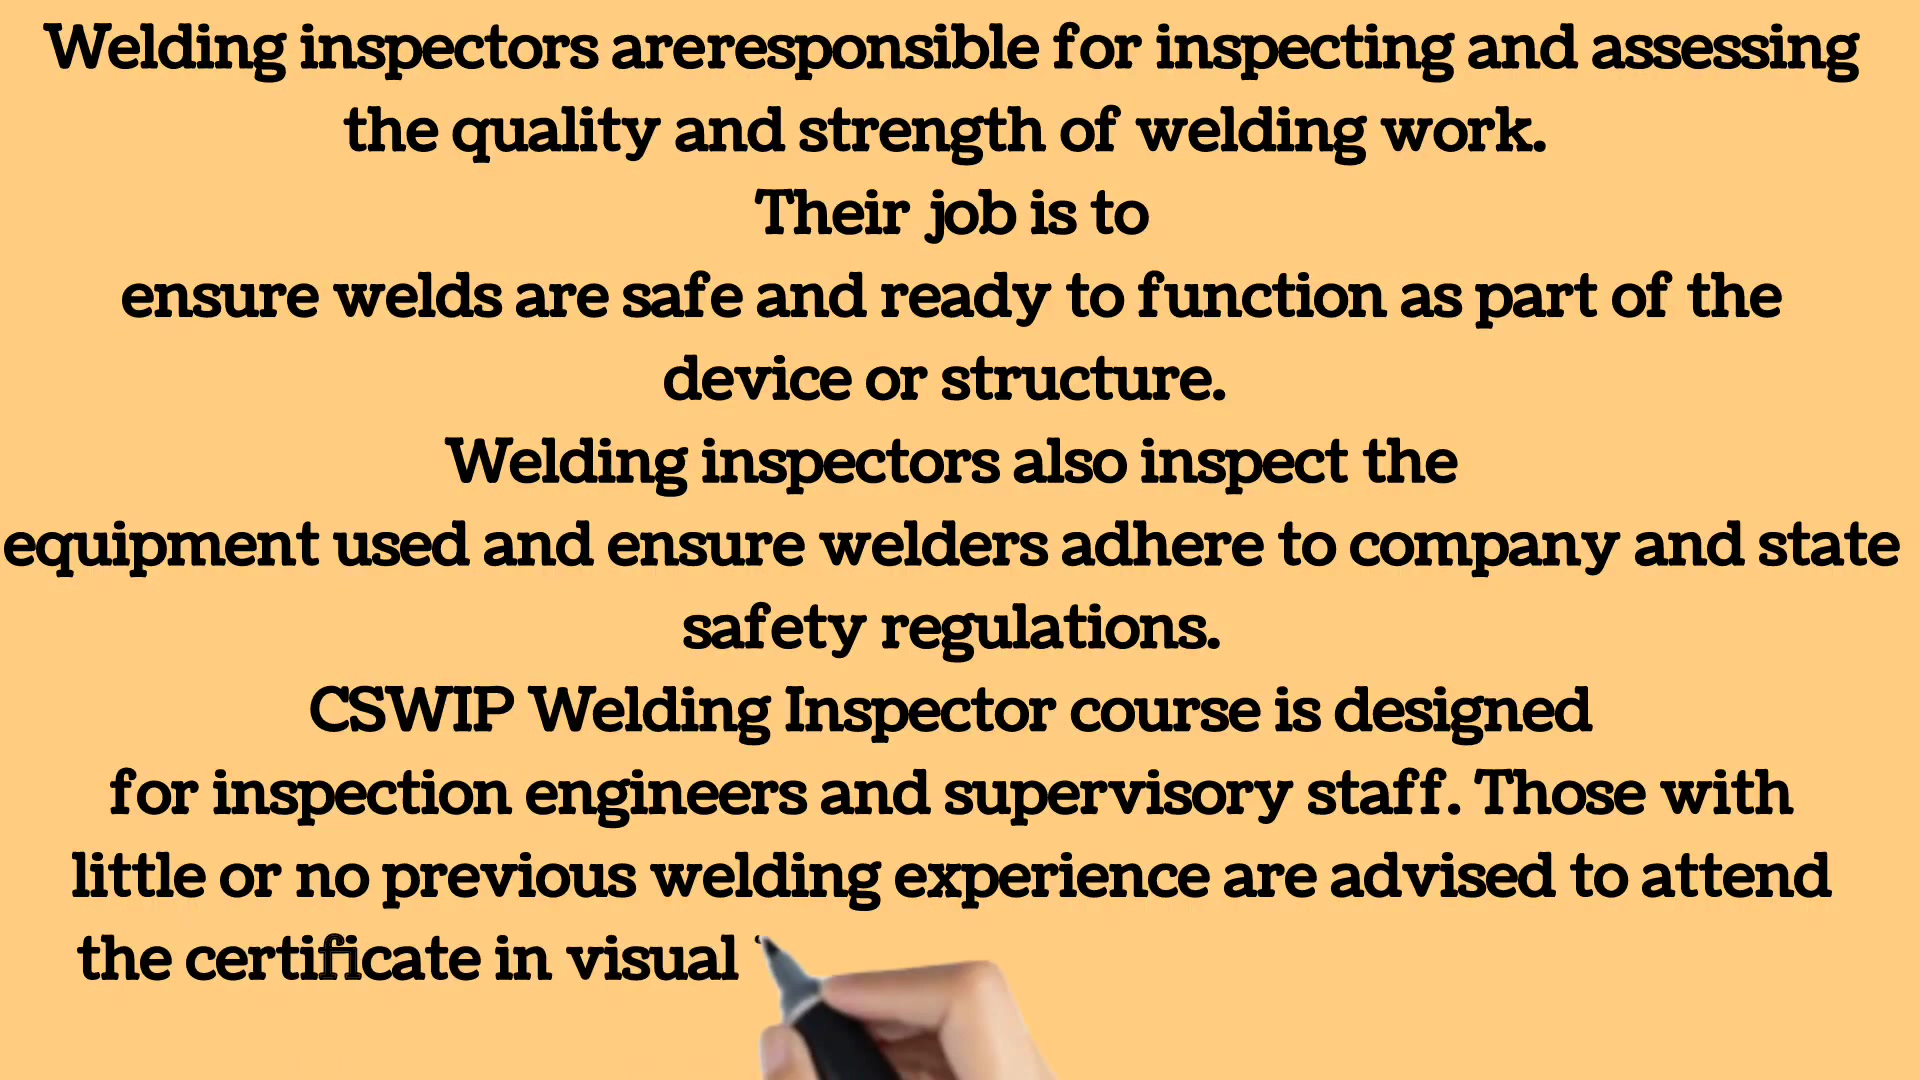 Welding inspectors areresponsible for inspecting and assessing
the quality and strength of welding work.
Their job is to
ensure welds are safe and ready to function as part of the
device or structure.
Welding inspectors also inspect the
equipment used and ensure welders adhere to company and state
safety regulations.
CSWIP Welding Inspector course is designed
for inspection engineers and supervisory staff. Those with
little or no previous welding experience are advised to attend
the certificate in visual